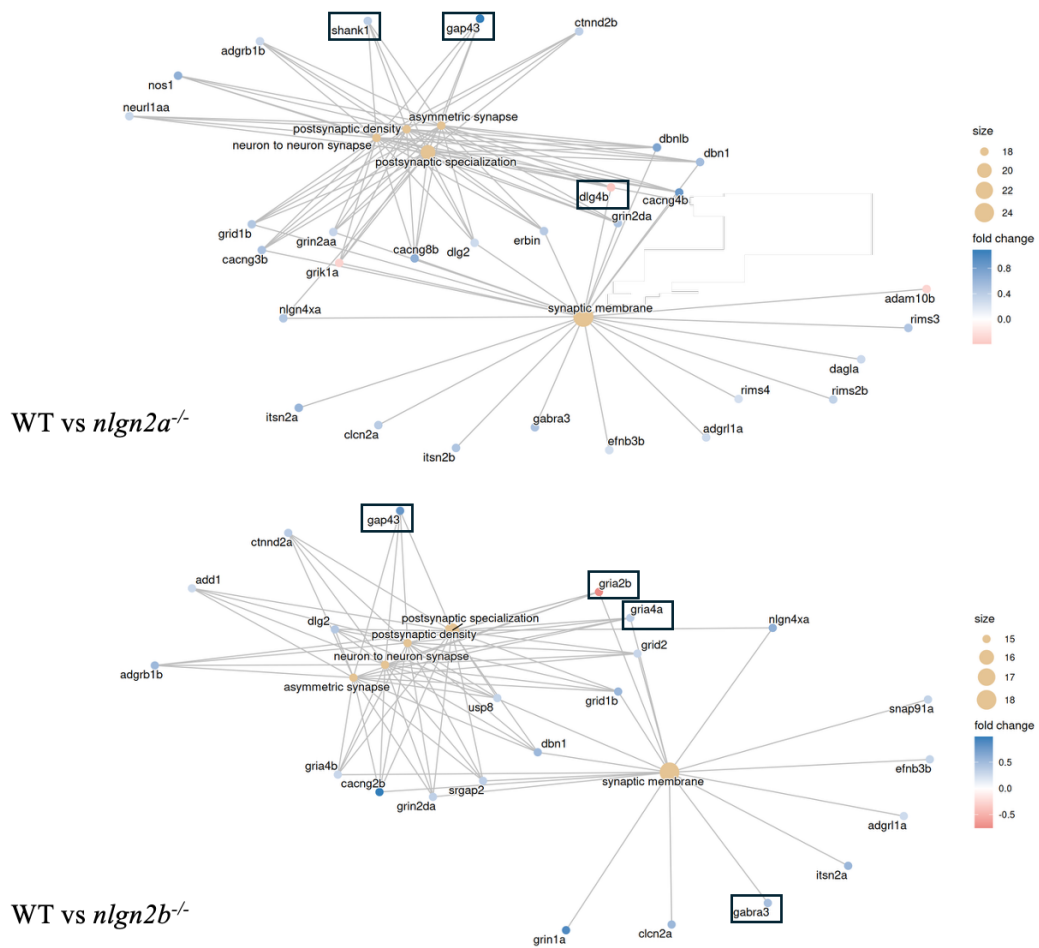 shank1
gap43
ctnnd2b
adgrb1b
nos1
neurl1aa
asymmetric synapse
postsynaptic density
neuron to neuron synapse
postsynaptic specialization
dbnlb
dbn1
dlg4b
cacng4b
grin2da
grid1b
grin2aa
cacng8b
dlg2
erbin
cacng3b
grik1a
nlgn4xa
synaptic membrane
adam10b
rims3
dagla
rims4
rims2b
itsn2a
clcn2a
itsn2b
gabra3
efnb3b
adgrl1a
size
18
20
22
24
fold change
0.8
0.4
0.0
WT vs nlgn2a-/-
gap43
ctnnd2a
add1
dlg2
adgrb1b
postsynaptic specialization
postsynaptic density
neuron to neuron synapse
asymmetric synapse
gria2b
gria4a
grid2
nlgn4xa
usp8
grid1b
dbn1
gria4b
cacng2b
grin2da
srgap2
synaptic membrane
snap91a
efnb3b
adgrl1a
itsn2a
gabra3
clcn2a
grin1a
size
15
16
17
18
fold change
0.5
0.0
-0.5
WT vs nlgn2b-/-